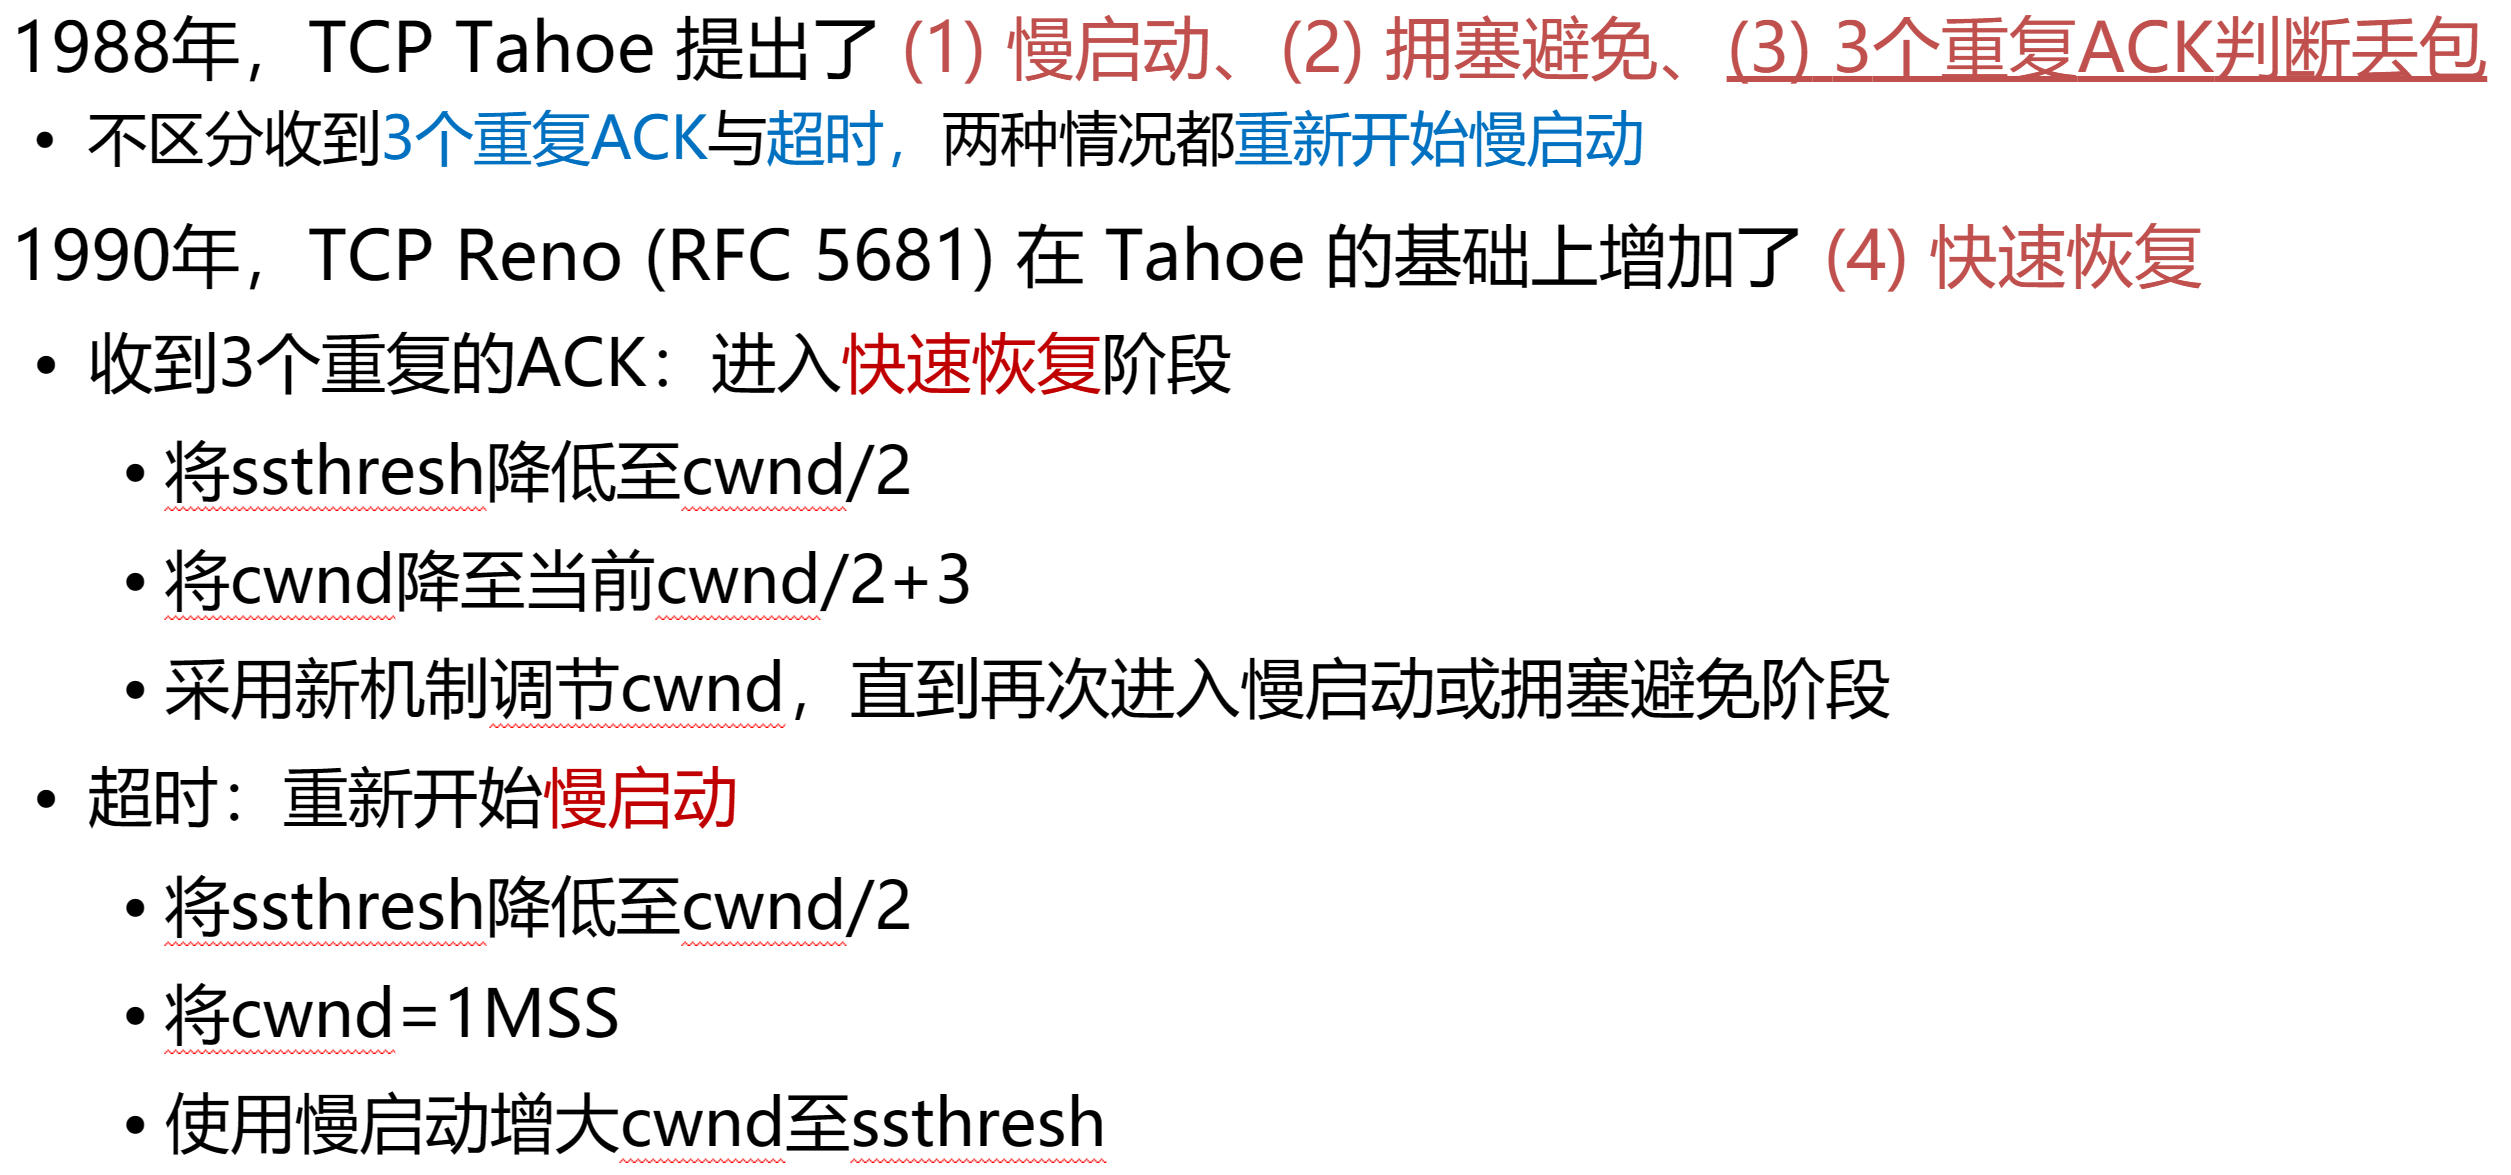 1988年，TCP Tahoe 提出了 (1) 慢启动、(2) 拥塞避免、(3) 3个重复ACK判断丢包
• 不区分收到3个重复ACK与超时，两种情况都重新开始慢启动
1990年，TCP Reno (RFC 5681) 在 Tahoe 的基础上增加了 (4) 快速恢复
• 收到3个重复的ACK：进入快速恢复阶段
• 将ssthresh降低至cwnd/2
• 将cwnd降至当前cwnd/2+3
• 采用新机制调节cwnd，直到再次进入慢启动或拥塞避免阶段
• 超时：重新开始慢启动
• 将ssthresh降低至cwnd/2
• 将cwnd=1MSS
• 使用慢启动增大cwnd至ssthresh